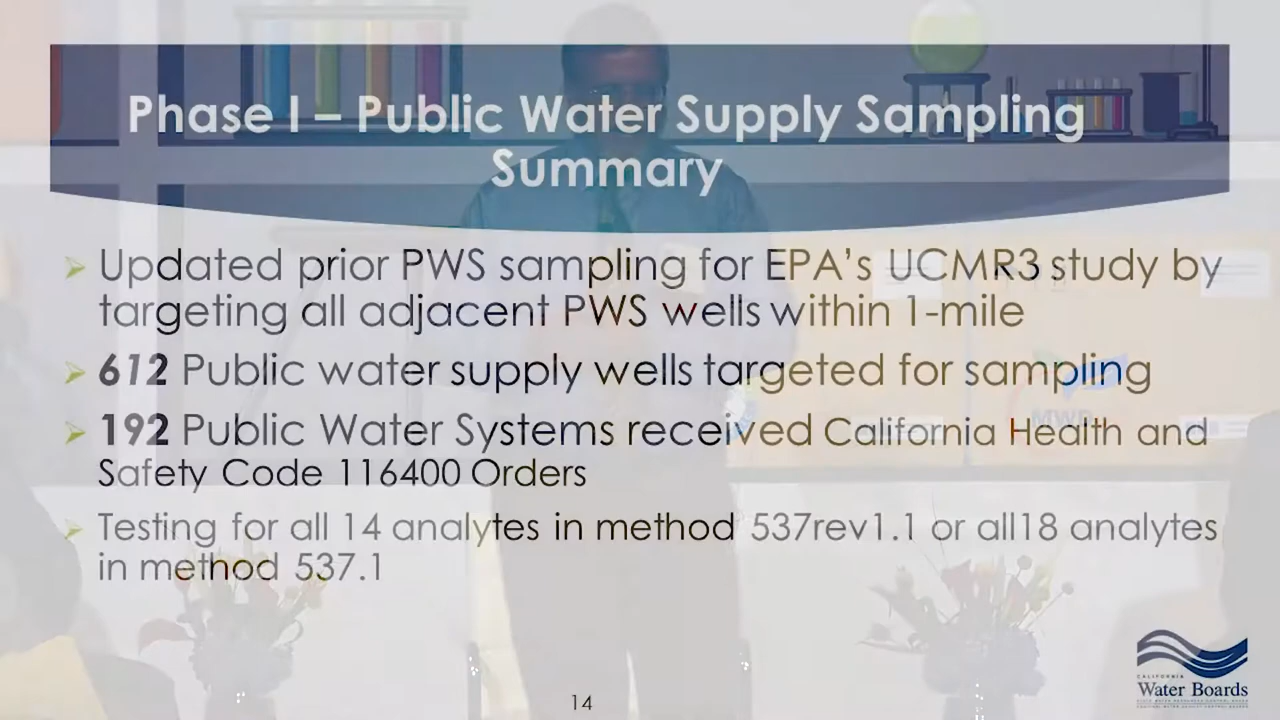 Phase I – Public Water Supply Sampling
Summary
Updated prior PWS sampling for EPA's UCMR3 study by
targeting all adjacent PWS wells within 1-mile
612 Public water supply wells targeted for sampling
192 Public Water Systems received California Health and
Safety Code 116400 Orders
Testing for all 14 analytes in method 537rev1.1 or all18 analytes
in method 537.1
MWD
CALIFORNIA
Water Boards
14